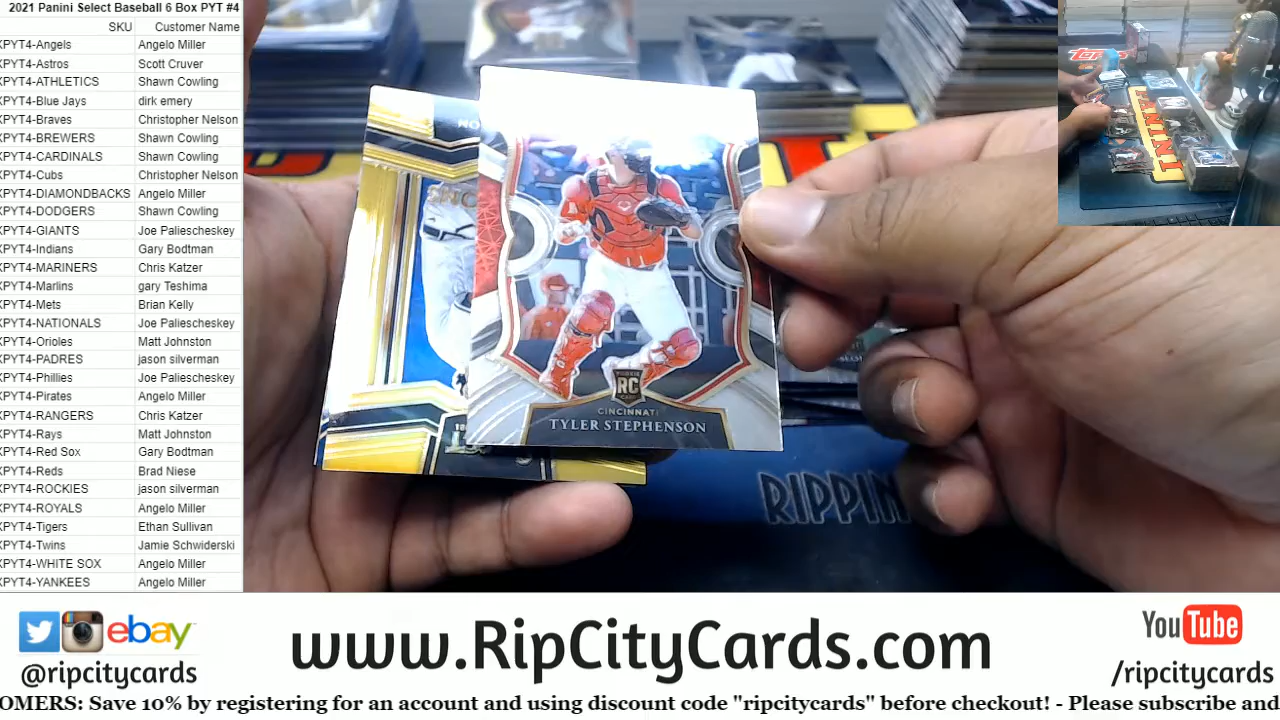 2021 Panini Select Baseball 6 Box PYT #4
SKU Customer Name
XPYT4-Angels Angelo Miller
XPYT4-Astros Scott Cruver
XPYT4-ATHLETICS Shawn Cowling
XPYT4-Blue Jays dirk emery
XPYT4-Braves Christopher Nelson
XPYT4-BREWERS Shawn Cowling
XPYT4-CARDINALS Shawn Cowling
XPYT4-Cubs Christopher Nelson
XPYT4-DIAMONDBACKS Angelo Miller
XPYT4-DODGERS Shawn Cowling
XPYT4-GIANTS Joe Paliescheskey
XPYT4-Indians Gary Bodtman
XPYT4-MARINERS Chris Katzer
XPYT4-Marlins gary Teshima
XPYT4-Mets Brian Kelly
XPYT4-NATIONALS Joe Paliescheskey
XPYT4-Orioles Matt Johnston
XPYT4-PADRES jason silverman
XPYT4-Phillies Joe Paliescheskey
XPYT4-Pirates Angelo Miller
XPYT4-RANGERS Chris Katzer
XPYT4-Rays Matt Johnston
XPYT4-Red Sox Gary Bodtman
XPYT4-Reds Brad Niese
XPYT4-ROCKIES jason silverman
XPYT4-ROYALS Angelo Miller
XPYT4-Tigers Ethan Sullivan
XPYT4-Twins Jamie Schwiderski
XPYT4-WHITE SOX Angelo Miller
XPYT4-YANKEES Angelo Miller
TOPPS
PANINI
NO
ROOKIE
RC
CARD
CINCINNATI
TYLER STEPHENSON
RIPPIN
ebay
@ripcitycards
www.RipCityCards.com
YouTube
/ripcitycards
OMERS: Save 10% by registering for an account and using discount code "ripcitycards" before checkout! - Please subscribe and